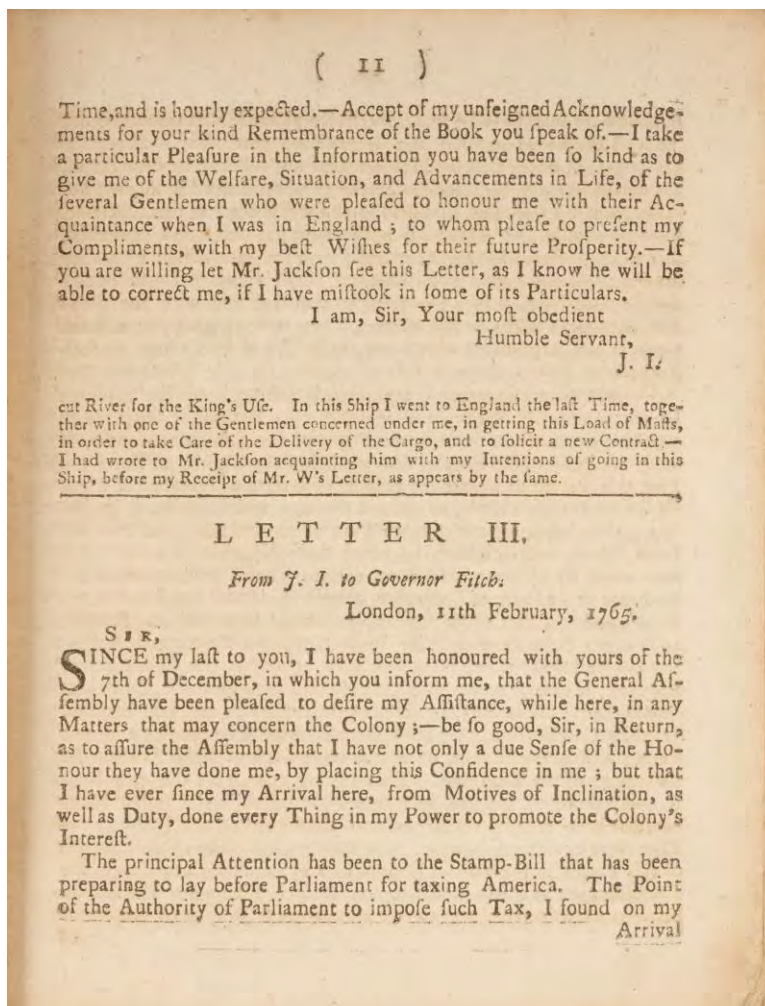 ( 11 )
Time,and is hourly expected.—Accept of my unfeigned Acknowledge-
ments for your kind Remembrance of the Book you ſpeak of.—I take
a particular Pleaſure in the Information you have been ſo kind as to
give me of the Welfare, Situation, and Advancements in Life, of the
ſeveral Gentlemen who were pleaſed to honour me with their Ac-
quaintance when I was in England ; to whom pleaſe to preſent my
Compliments, with my beſt Wiſhes for their future Proſperity.—If
you are willing let Mr. Jackſon ſee this Letter, as I know he will be
able to correct me, if I have miſtook in ſome of its Particulars.
I am, Sir, Your moſt obedient
Humble Servant,
J. I.
cut River for the King's Uſe. In this Ship I went to England the laſt Time, toge-
ther with one of the Gentlemen concerned under me, in getting this Load of Maſts,
in order to take Care of the Delivery of the Cargo, and to ſolicit a new Contract —
I had wrote to Mr. Jackſon acquainting him with my Intentions of going in this
Ship, before my Receipt of Mr. W's Letter, as appears by the ſame.
LETTER III.
From J. I. to Governor Fitch.
London, 11th February, 1765.
SIR,
SINCE my laſt to you, I have been honoured with yours of the
7th of December, in which you inform me, that the General Aſ-
ſembly have been pleaſed to deſire my Aſſiſtance, while here, in any
Matters that may concern the Colony ;—be ſo good, Sir, in Return,
as to aſſure the Aſſembly that I have not only a due Senſe of the Ho-
nour they have done me, by placing this Confidence in me ; but that
I have ever ſince my Arrival here, from Motives of Inclination, as
well as Duty, done every Thing in my Power to promote the Colony's
Intereſt.
The principal Attention has been to the Stamp-Bill that has been
preparing to lay before Parliament for taxing America. The Point
of the Authority of Parliament to impoſe ſuch Tax, I found on my
Arrival